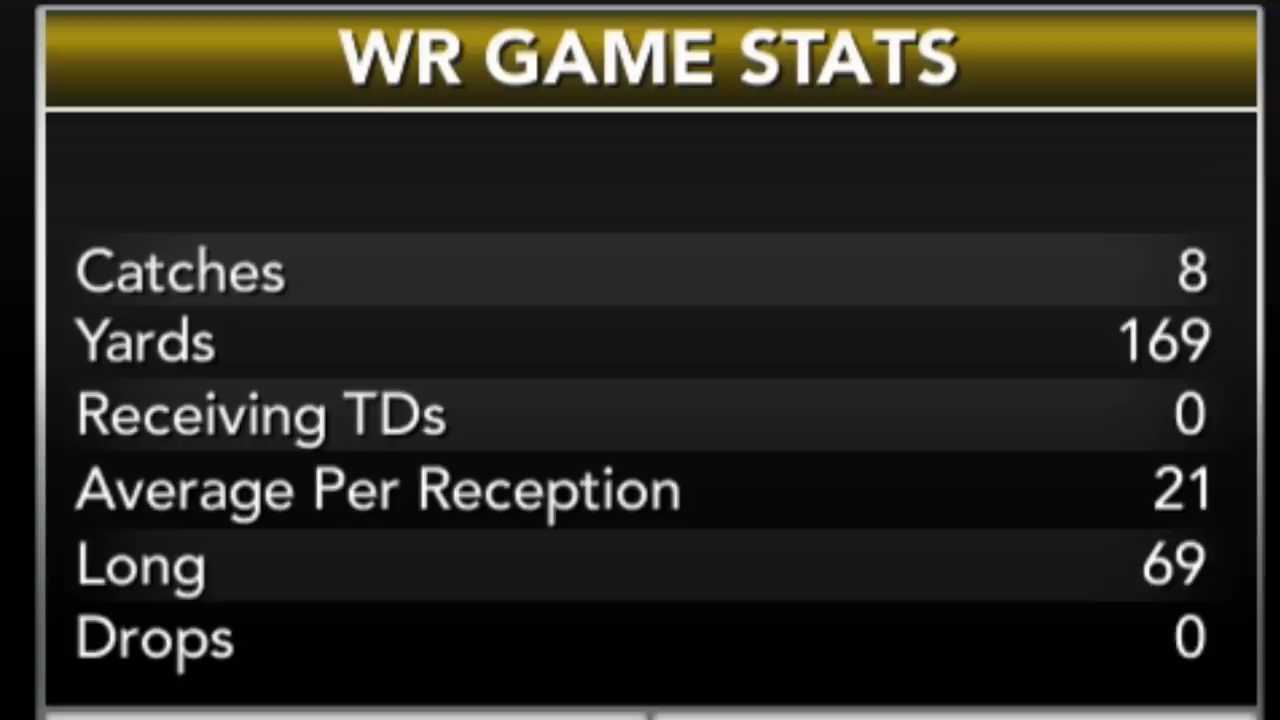 WR GAME STATS
Catches 8
Yards 169
Receiving TDs 0
Average Per Reception 21
Long 69
Drops 0